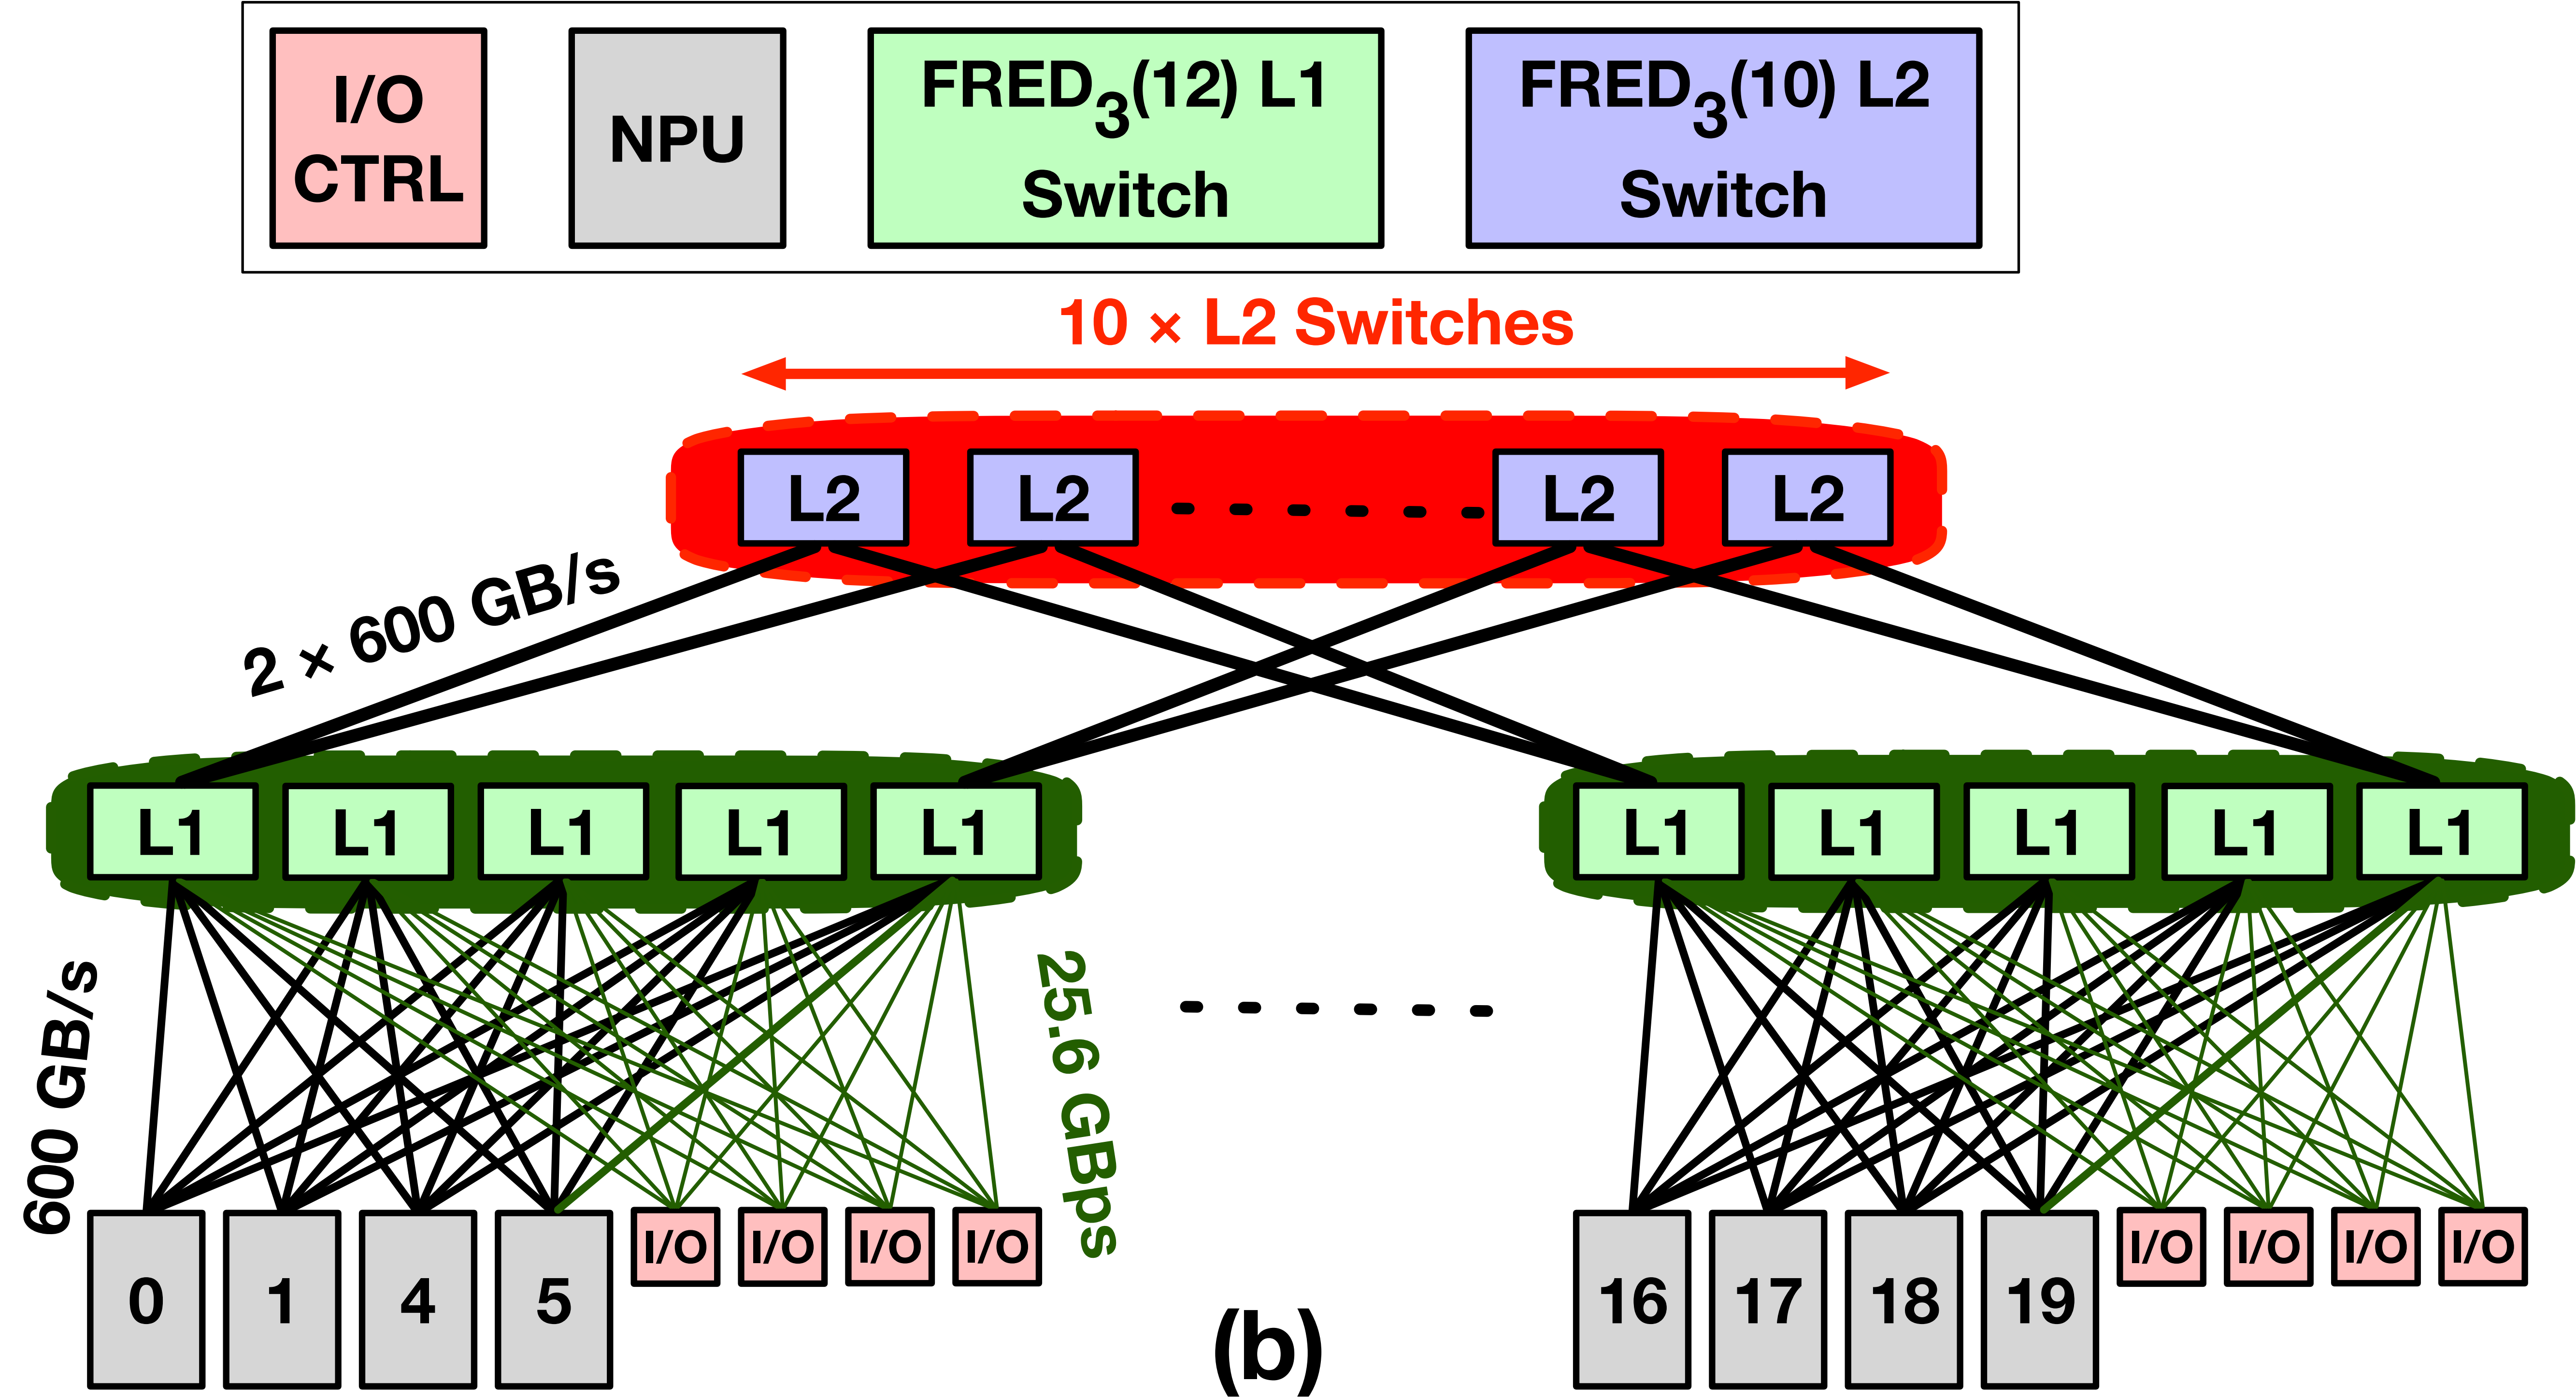 I/O
CTRL
NPU
FRED3(12) L1
Switch
FRED3(10) L2
Switch
10 × L2 Switches
L2 L2 L2 L2
2 × 600 GB/s
L1 L1 L1 L1 L1 L1 L1 L1 L1 L1
600 GB/s
25.6 GBps
I/O I/O I/O I/O I/O I/O I/O I/O
0 1 4 5 16 17 18 19
(b)